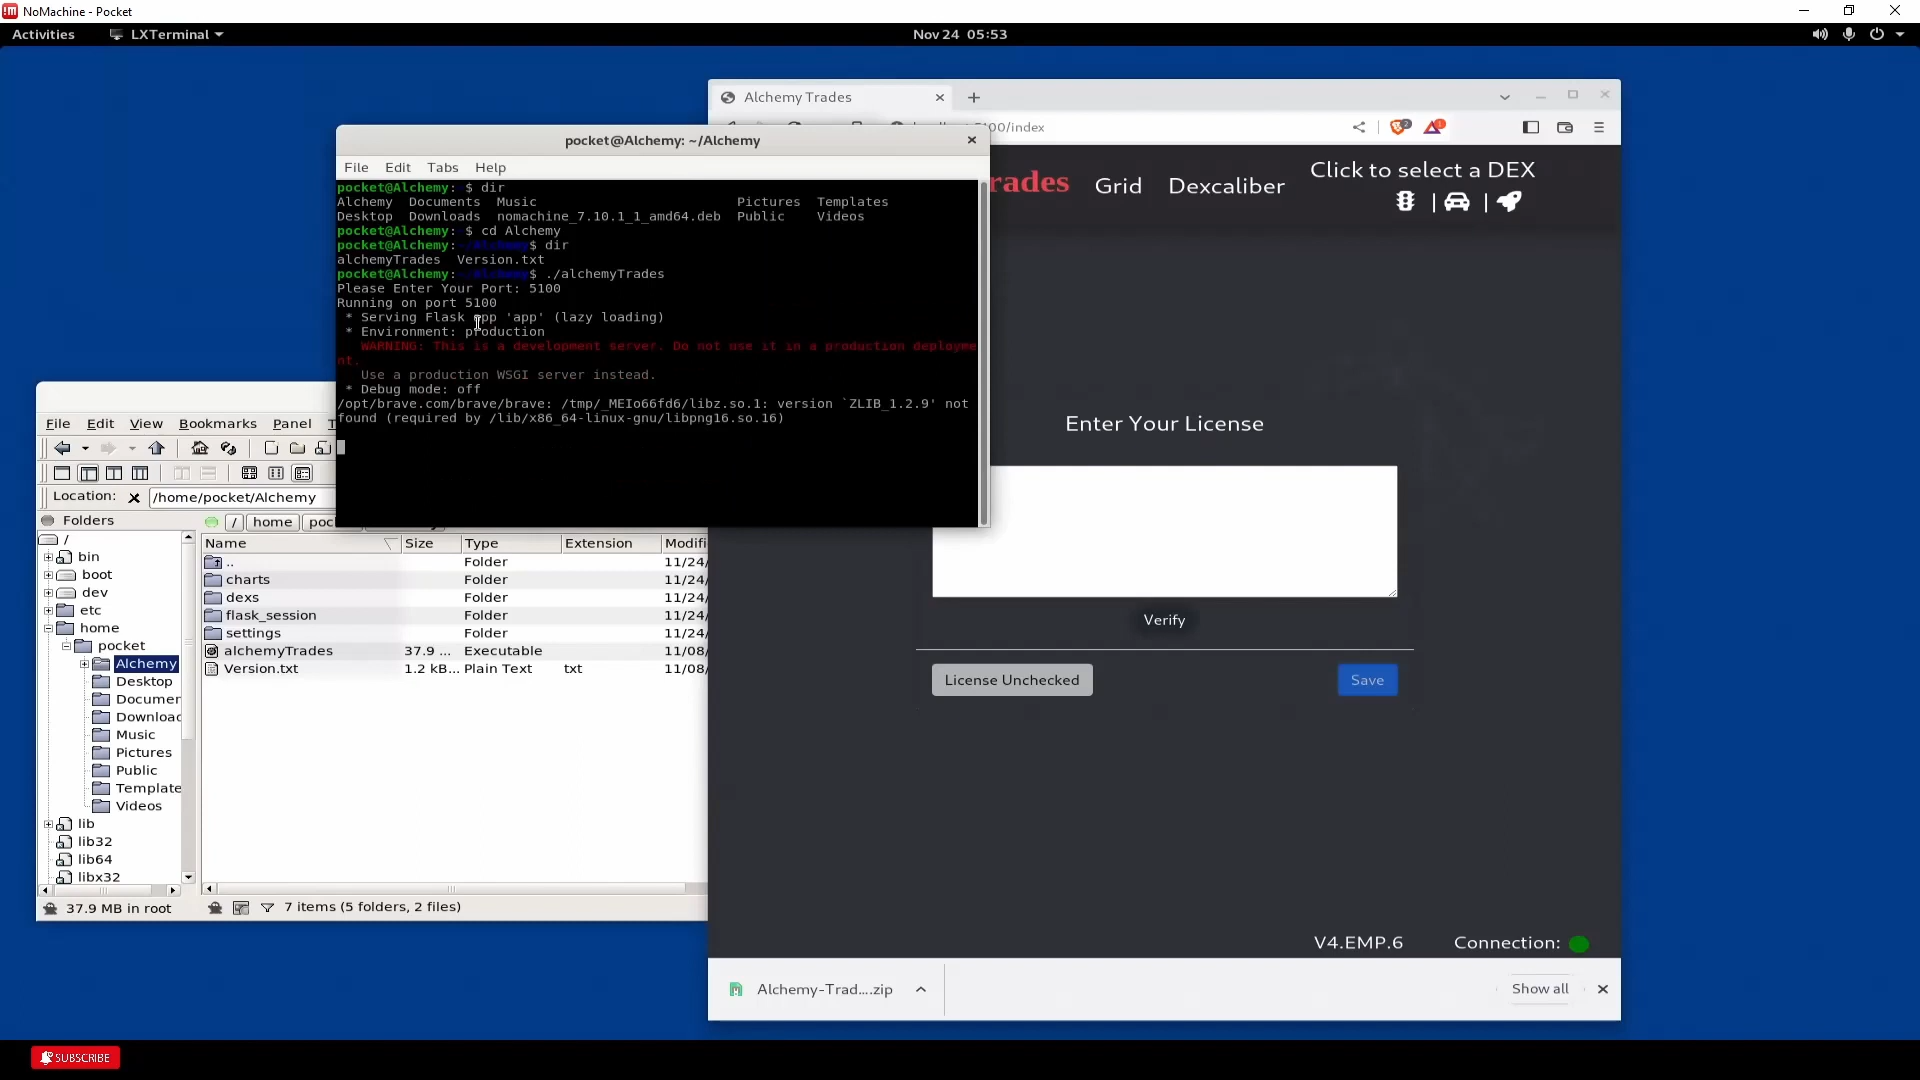 NoMachine - Pocket
Activities LXTerminal Nov 24 05:53
Alchemy Trades
00/index
pocket@Alchemy: ~/Alchemy
File Edit Tabs Help
pocket@Alchemy: $ dir
Alchemy Documents Music Pictures Templates
Desktop Downloads nomachine_7.10.1_1_amd64.deb Public Videos
pocket@Alchemy: $ cd Alchemy
pocket@Alchemy:~/Alchemy$ dir
alchemyTrades Version.txt
pocket@Alchemy:~/Alchemy$ ./alchemyTrades
Please Enter Your Port: 5100
Running on port 5100
* Serving Flask app 'app' (lazy loading)
* Environment: production
WARNING: This is a development server. Do not use it in a production deployme
nt.
Use a production WSGI server instead.
* Debug mode: off
/opt/brave.com/brave/brave: /tmp/_MEIo66fd6/libz.so.1: version `ZLIB_1.2.9' not
found (required by /lib/x86_64-linux-gnu/libpng16.so.16)
rades Grid Dexcaliber
Click to select a DEX
| |
Enter Your License
Verify
License Unchecked Save
V4.EMP.6 Connection:
Alchemy-Trad....zip Show all
File Edit View Bookmarks Panel
Location: /home/pocket/Alchemy
Folders / home
Name Size Type Extension Modifi
.. Folder 11/24/
charts Folder 11/24/
dexs Folder 11/24/
flask_session Folder 11/24/
settings Folder 11/24/
alchemyTrades 37.9 ... Executable 11/08/
Version.txt 1.2 kB... Plain Text txt 11/08/
/
bin
boot
dev
etc
home
pocket
Alchemy
Desktop
Documer
Downloac
Music
Pictures
Public
Template
Videos
lib
lib32
lib64
libx32
37.9 MB in root 7 items (5 folders, 2 files)
SUBSCRIBE